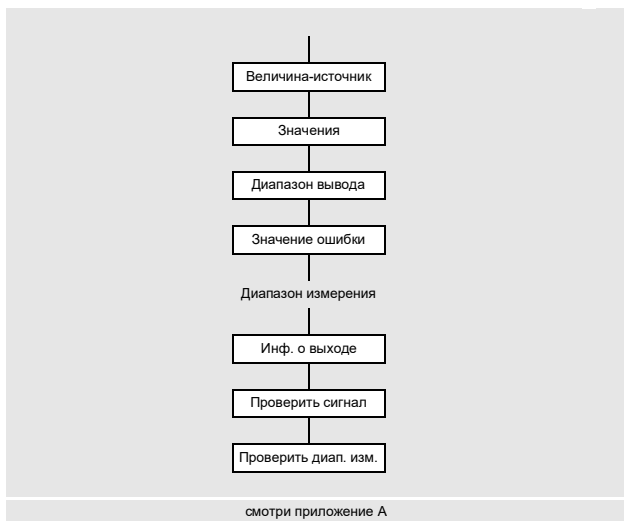 Величина-источник
Значения
Диапазон вывода
Значение ошибки
Диапазон измерения
Инф. о выходе
Проверить сигнал
Проверить диап. изм.
смотри приложение А